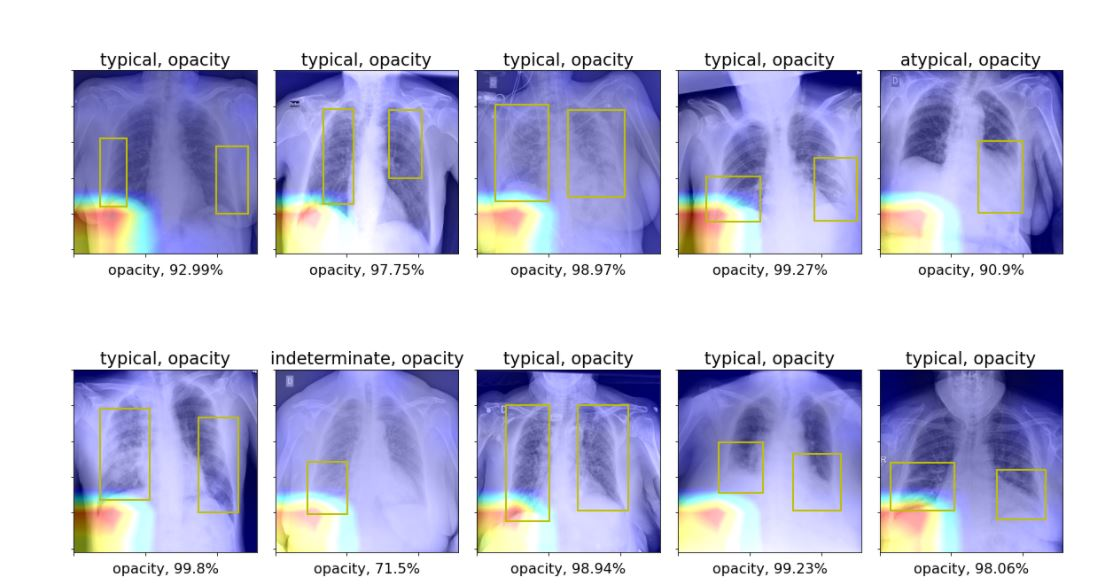 typical, opacity
typical, opacity
typical, opacity
typical, opacity
atypical, opacity
D
opacity, 92.99%
opacity, 97.75%
opacity, 98.97%
opacity, 99.27%
opacity, 90.9%
typical, opacity
indeterminate, opacity
typical, opacity
typical, opacity
typical, opacity
D
R
opacity, 99.8%
opacity, 71.5%
opacity, 98.94%
opacity, 99.23%
opacity, 98.06%